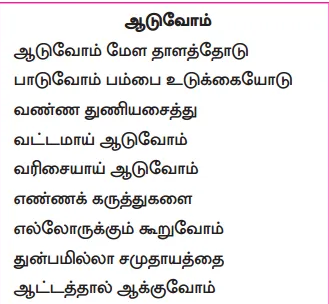 ஆடுவோம்
ஆடுவோம் மேள தாளத்தோடு
பாடுவோம் பம்பை உடுக்கையோடு
வண்ண துணியசைத்து
வட்டமாய் ஆடுவோம்
வரிசையாய் ஆடுவோம்
எண்ணக் கருத்துகளை
எல்லோருக்கும் கூறுவோம்
துன்பமில்லா சமுதாயத்தை
ஆட்டத்தால் ஆக்குவோம்